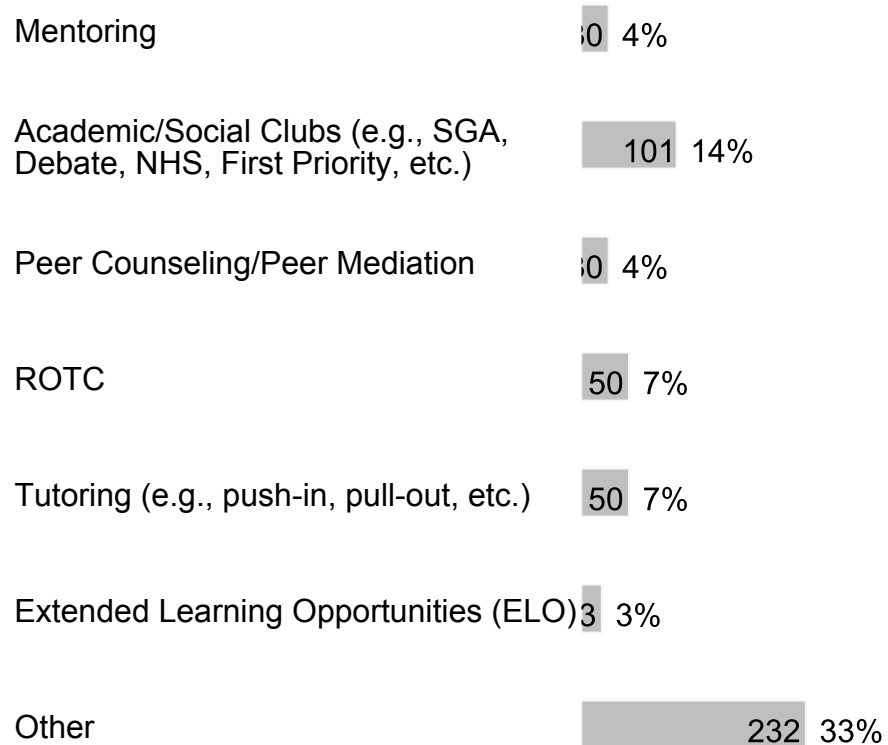 Mentoring
0 4%
Academic/Social Clubs (e.g., SGA,
Debate, NHS, First Priority, etc.)
101 14%
Peer Counseling/Peer Mediation
0 4%
ROTC
50 7%
Tutoring (e.g., push-in, pull-out, etc.)
50 7%
Extended Learning Opportunities (ELO)
3 3%
Other
232 33%